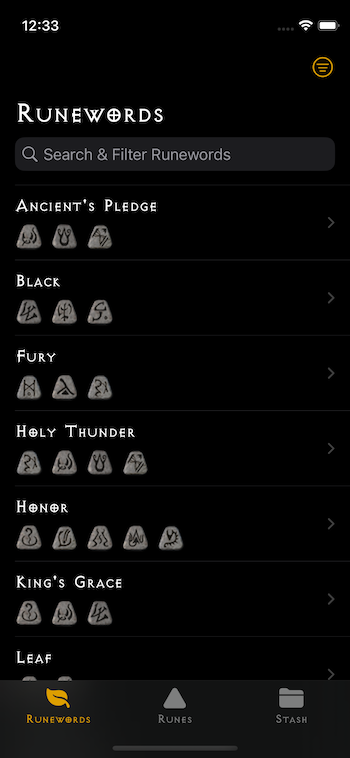 12:33
Runewords
Search & Filter Runewords
Ancient's Pledge
Black
Fury
Holy Thunder
Honor
King's Grace
Leaf
Runewords
Runes
Stash